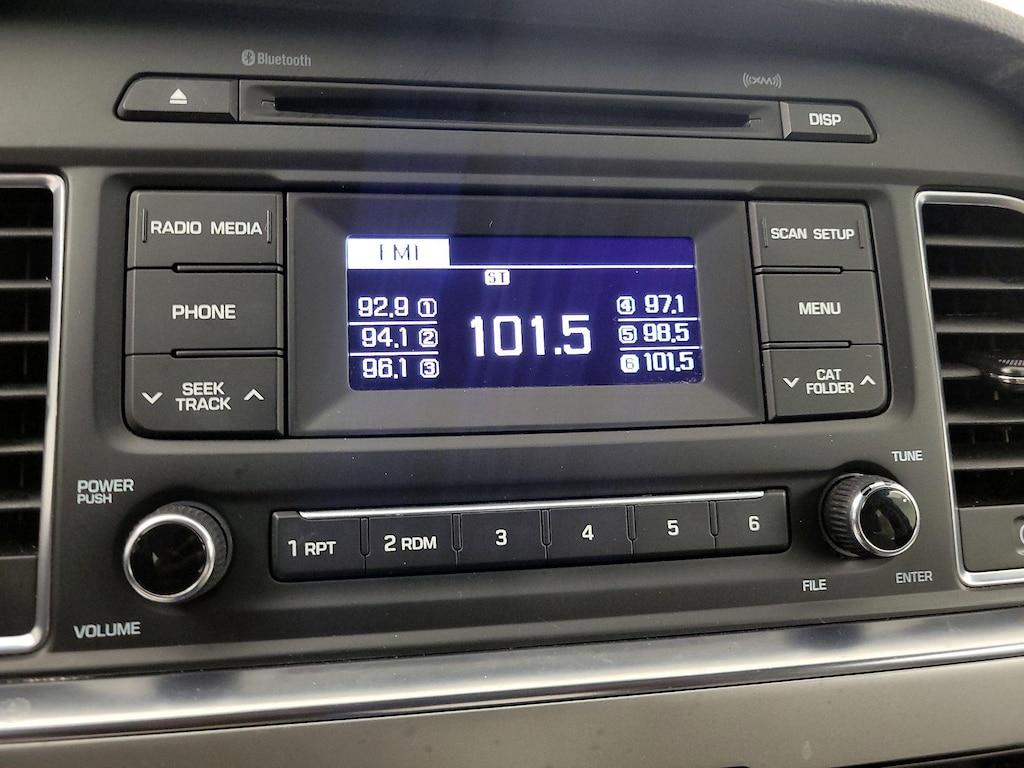 Bluetooth
((XM))
DISP
RADIO MEDIA
SCAN SETUP
FM1
ST
PHONE
MENU
92.9 1
4 97.1
94.1 2
101.5
5 98.5
96.1 3
6 101.5
SEEK
TRACK
CAT
FOLDER
TUNE
POWER
PUSH
1 RPT
2 RDM
3
4
5
6
FILE
ENTER
VOLUME